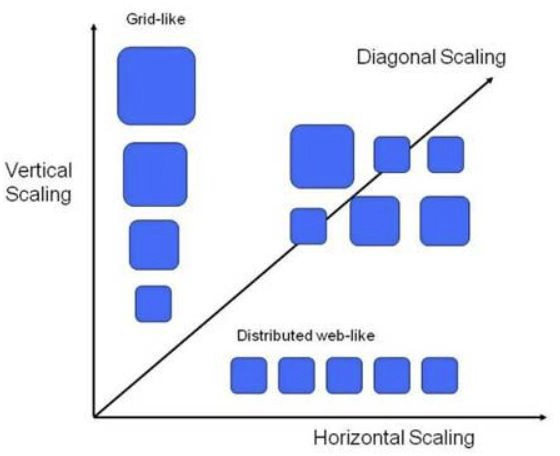 Grid-like
Diagonal Scaling
Vertical
Scaling
Distributed web-like
Horizontal Scaling